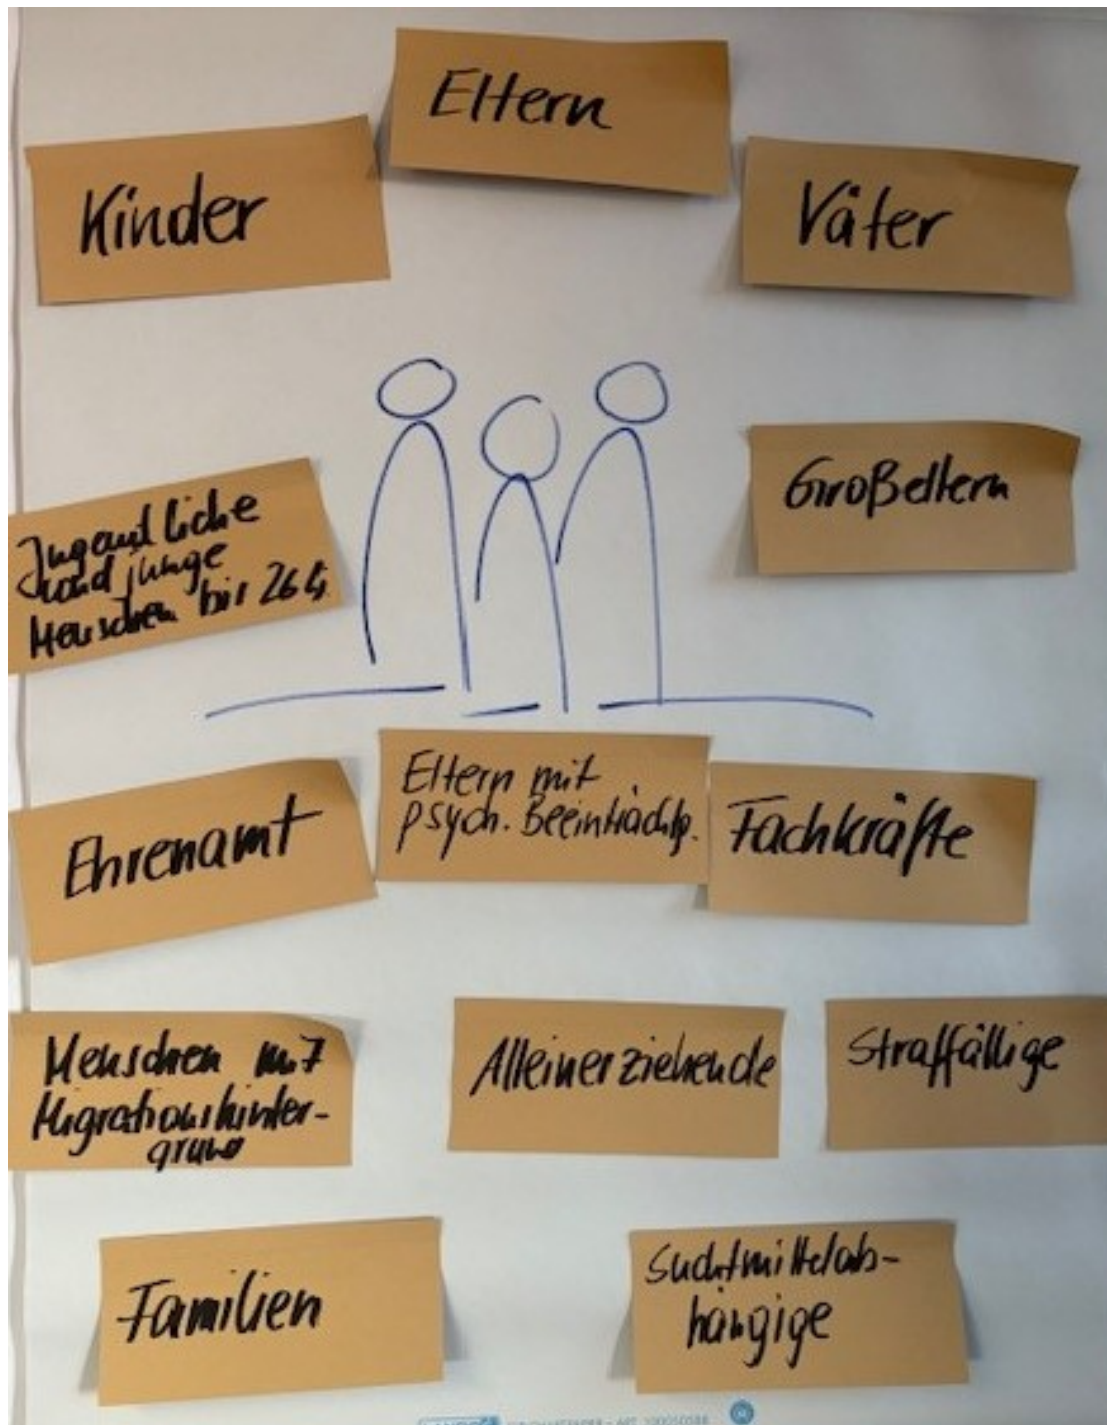 Eltern
Kinder
Väter
Großeltern
Jugendliche
und junge
Menschen bis 26 J.
Eltern mit
psych. Beeinträchtg.
Ehrenamt
Fachkräfte
Menschen mit
Migrationshinter-
grund
Alleinerziehende
Straffällige
Familien
Suchtmittelab-
hängige